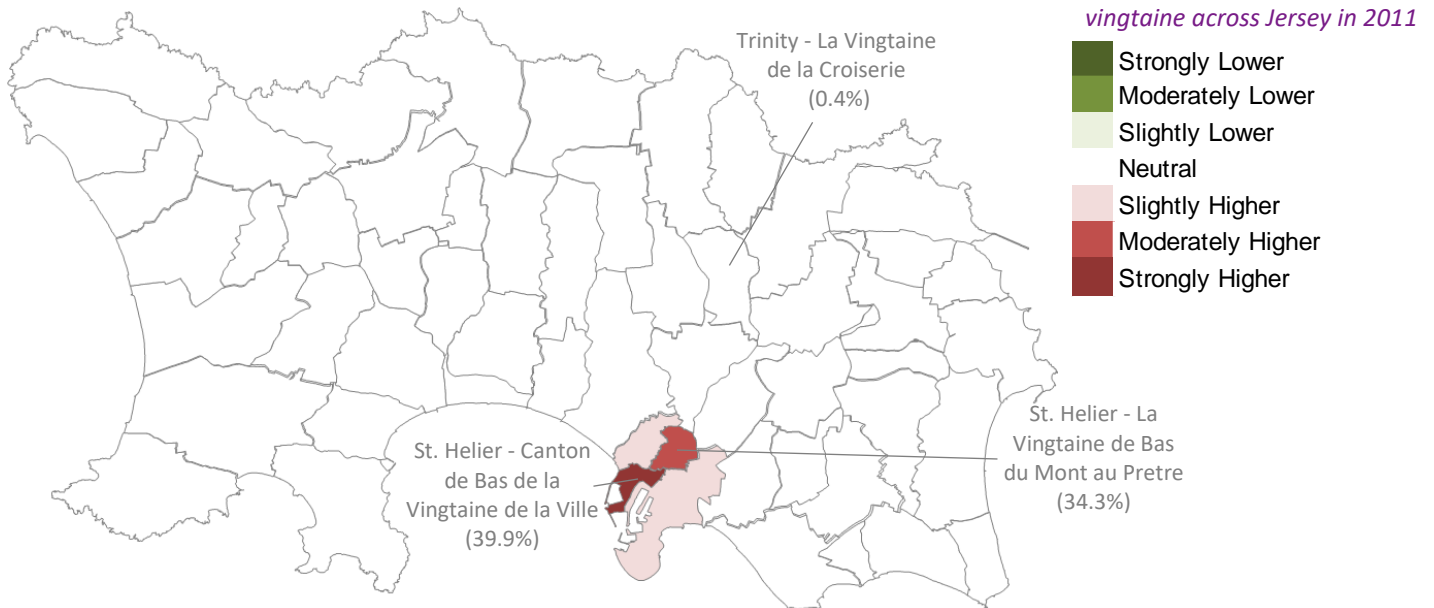 vingtaine across Jersey in 2011
Strongly Lower
Moderately Lower
Slightly Lower
Neutral
Slightly Higher
Moderately Higher
Strongly Higher
Trinity - La Vingtaine
de la Croiserie
(0.4%)
St. Helier - Canton
de Bas de la
Vingtaine de la Ville
(39.9%)
St. Helier - La
Vingtaine de Bas
du Mont au Pretre
(34.3%)